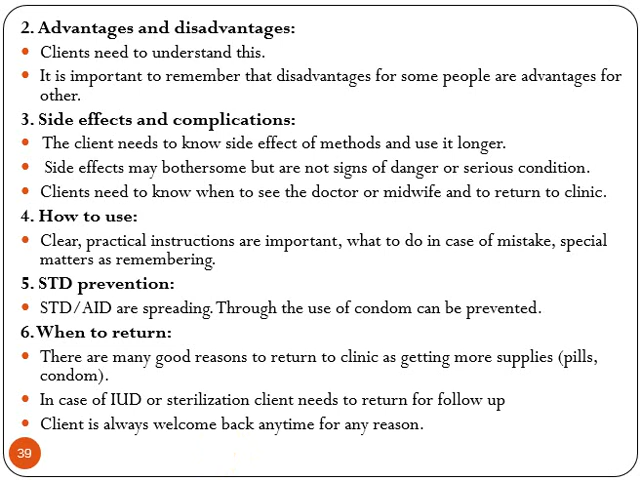 2. Advantages and disadvantages:
• Clients need to understand this.
• It is important to remember that disadvantages for some people are advantages for
other.
3. Side effects and complications:
• The client needs to know side effect of methods and use it longer.
• Side effects may bothersome but are not signs of danger or serious condition.
• Clients need to know when to see the doctor or midwife and to return to clinic.
4. How to use:
• Clear, practical instructions are important, what to do in case of mistake, special
matters as remembering.
5. STD prevention:
• STD/AID are spreading. Through the use of condom can be prevented.
6. When to return:
• There are many good reasons to return to clinic as getting more supplies (pills,
condom).
• In case of IUD or sterilization client needs to return for follow up
• Client is always welcome back anytime for any reason.
39